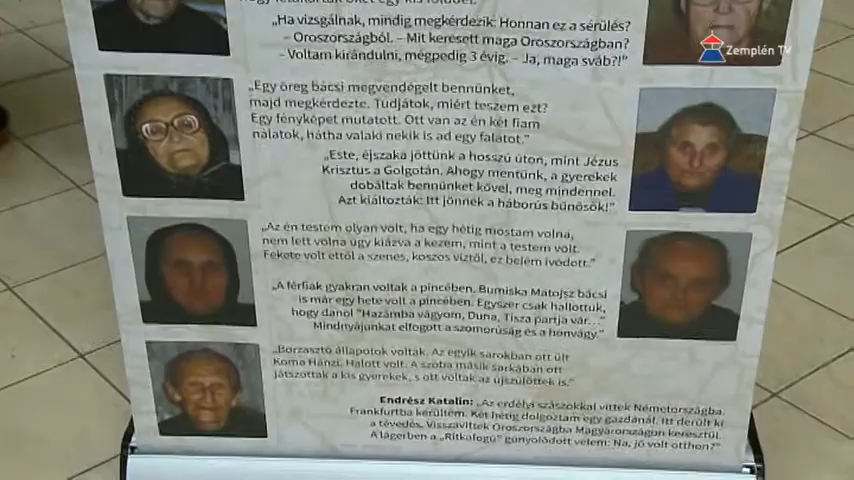 „Ha vizsgálnak, mindig megkérdezik: Honnan ez a sérülés?
– Oroszországból. – Mit keresett maga Oroszországban?
– Voltam kirándulni, mégpedig 3 évig. – Ja, maga sváb?!"
Zemplén TV
„Egy öreg bácsi megvendégelt bennünket,
majd megkérdezte. Tudjátok, miért teszem ezt?
Egy fényképet mutatott. Ott van az én két fiam
nálatok, hátha valaki nekik is ad egy falatot."
„Este, éjszaka jöttünk a hosszú úton, mint Jézus
Krisztus a Golgotán. Ahogy mentünk, a gyerekek
dobáltak bennünket kővel, meg mindennel.
Azt kiáltozták: Itt jönnek a háborús bűnösök!"
„Az én testem olyan volt, ha egy hétig mostam volna,
nem lett volna úgy kiázva a kezem, mint a testem volt.
Fekete volt ettől a szenes, koszos víztől, ez belém ivódott."
„A férfiak gyakran voltak a pincében. Bumiska Matojsz bácsi
is már egy hete volt a pincében. Egyszer csak hallottuk,
hogy danol "Hazámba vágyom, Duna, Tisza partja vár..."
Mindnyájunkat elfogott a szomorúság és a honvágy."
„Borzasztó állapotok voltak. Az egyik sarokban ott ült
Koma Hánzi. Halott volt. A szoba másik sarkában ott
játszottak a kis gyerekek, s ott voltak az újszülöttek is."
Endrész Katalin: „Az erdélyi szászokkal vittek Németországba.
Frankfurtba kerültem. Két hétig dolgoztam egy gazdánál. Itt derült ki
a tévedés. Visszavittek Oroszországba Magyarországon keresztül.
A lágerben a „Ritkafogú" gúnyolódott velem: Na, jó volt otthon?"